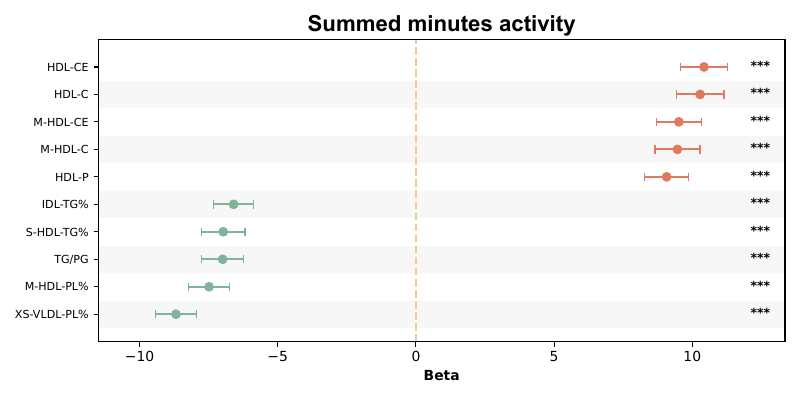 Summed minutes activity
HDL-CE ***
HDL-C ***
M-HDL-CE ***
M-HDL-C ***
HDL-P ***
IDL-TG% ***
S-HDL-TG% ***
TG/PG ***
M-HDL-PL% ***
XS-VLDL-PL% ***
−10 −5 0 5 10
Beta